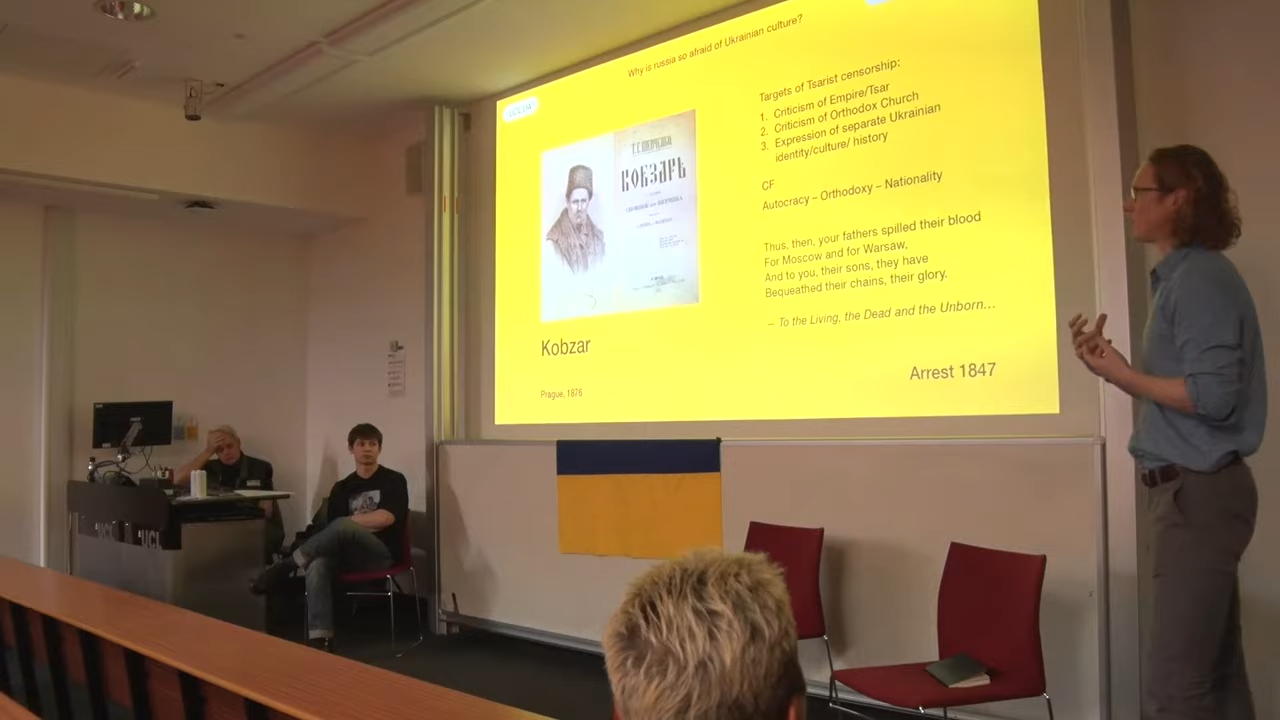 Why is russia so afraid of Ukrainian culture?
Targets of Tsarist censorship:
1. Criticism of Empire/Tsar
2. Criticism of Orthodox Church
3. Expression of separate Ukrainian
identity/culture/ history
CF
Autocracy – Orthodoxy – Nationality
Thus, then, your fathers spilled their blood
For Moscow and for Warsaw,
And to you, their sons, they have
Bequeathed their chains, their glory.
– To the Living, the Dead and the Unborn…
Arrest 1847
КОБЗАРЬ
Kobzar
Prague, 1876
UCL